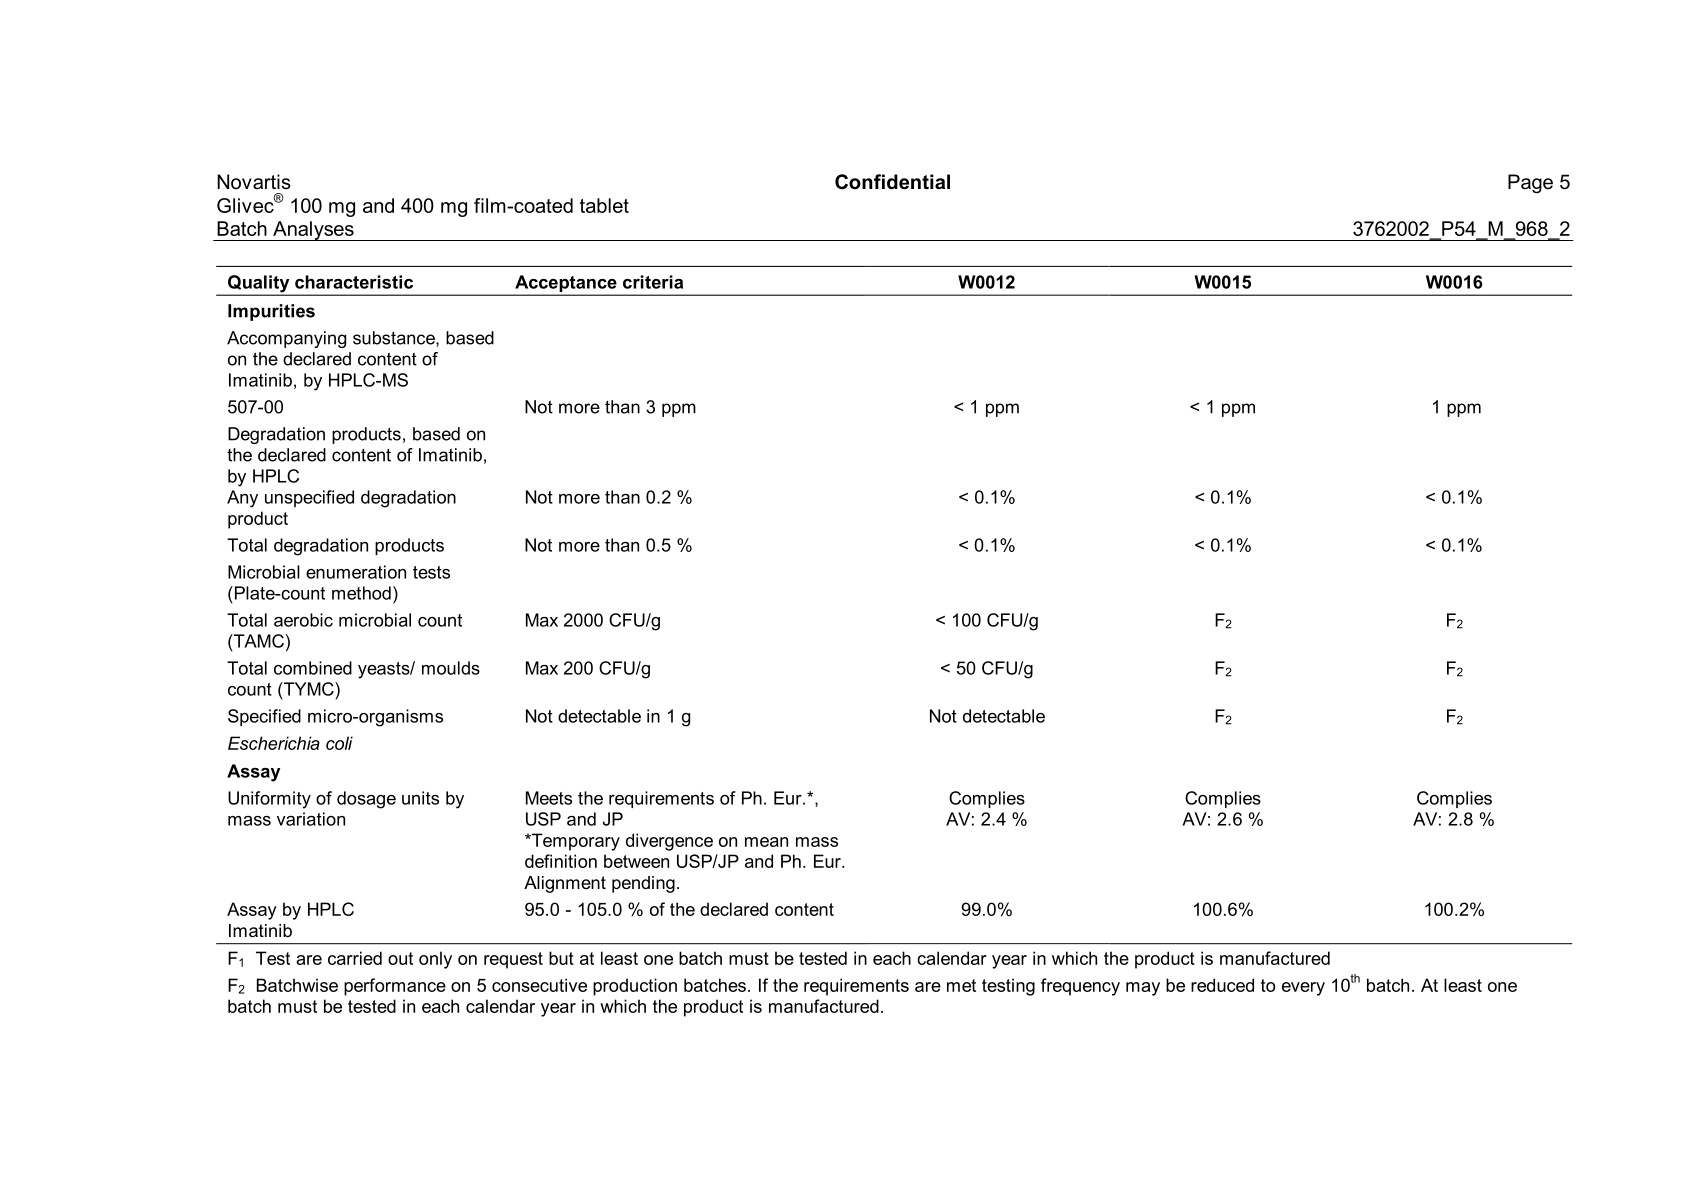 Novartis Confidential Page 5
Glivec® 100 mg and 400 mg film-coated tablet
Batch Analyses 3762002_P54_M_968_2
Quality characteristic Acceptance criteria W0012 W0015 W0016
Impurities
Accompanying substance, based
on the declared content of
Imatinib, by HPLC-MS
507-00 Not more than 3 ppm < 1 ppm < 1 ppm 1 ppm
Degradation products, based on
the declared content of Imatinib,
by HPLC
Any unspecified degradation Not more than 0.2 % < 0.1% < 0.1% < 0.1%
product
Total degradation products Not more than 0.5 % < 0.1% < 0.1% < 0.1%
Microbial enumeration tests
(Plate-count method)
Total aerobic microbial count Max 2000 CFU/g < 100 CFU/g F₂ F₂
(TAMC)
Total combined yeasts/ moulds Max 200 CFU/g < 50 CFU/g F₂ F₂
count (TYMC)
Specified micro-organisms Not detectable in 1 g Not detectable F₂ F₂
Escherichia coli
Assay
Uniformity of dosage units by Meets the requirements of Ph. Eur.*, Complies Complies Complies
mass variation USP and JP AV: 2.4 % AV: 2.6 % AV: 2.8 %
*Temporary divergence on mean mass
definition between USP/JP and Ph. Eur.
Alignment pending.
Assay by HPLC 95.0 - 105.0 % of the declared content 99.0% 100.6% 100.2%
Imatinib
F₁ Test are carried out only on request but at least one batch must be tested in each calendar year in which the product is manufactured
F₂ Batchwise performance on 5 consecutive production batches. If the requirements are met testing frequency may be reduced to every 10th batch. At least one
batch must be tested in each calendar year in which the product is manufactured.